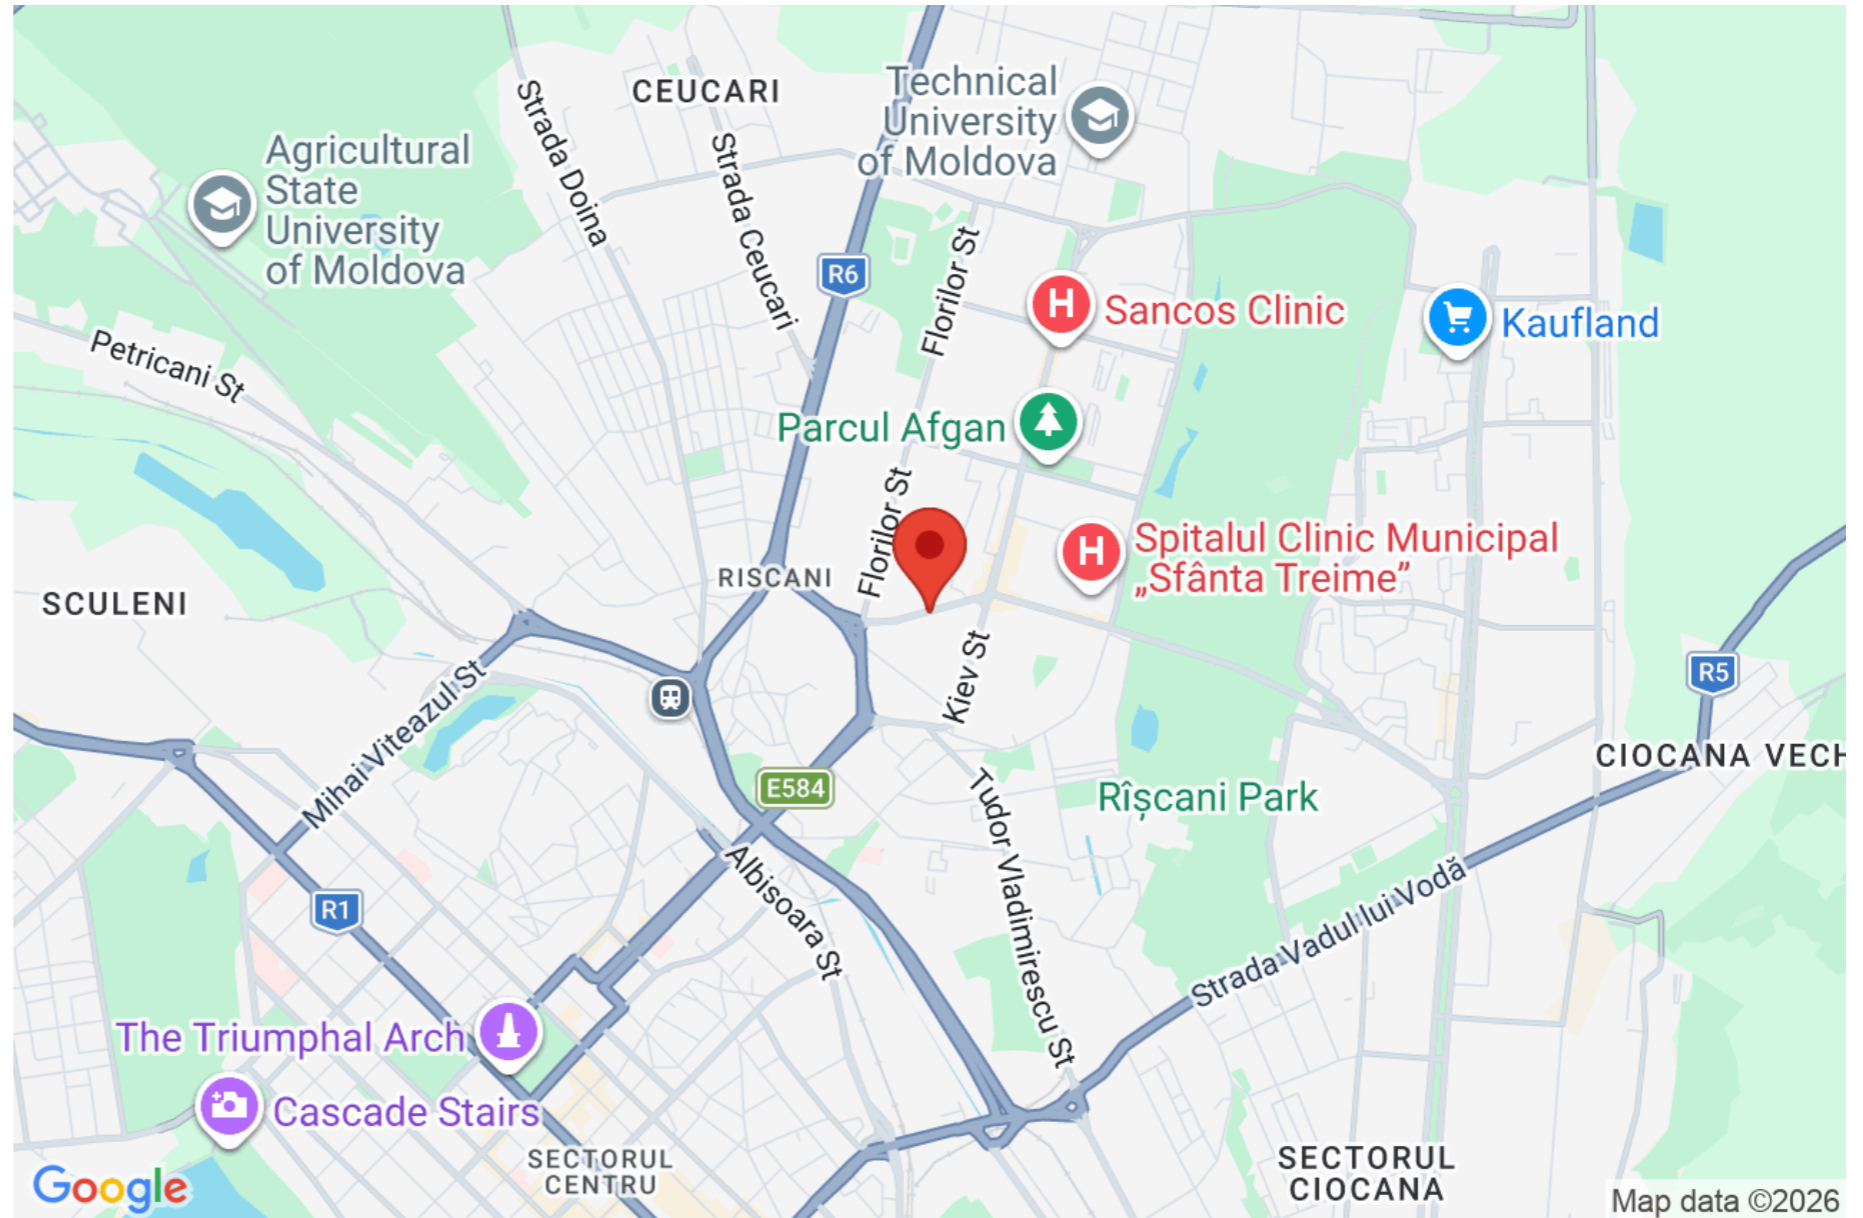 CEUCARI
Technical
University
of Moldova
Strada Doina
Strada Ceucari
Agricultural
State
University
of Moldova
R6
Florilor St
Sancos Clinic
Kaufland
Petricani St
Parcul Afgan
Florilor St
Spitalul Clinic Municipal
„Sfânta Treime”
RISCANI
SCULENI
Kiev St
R5
Mihai Viteazul St
CIOCANA VECH
E584
Rîșcani Park
Tudor Vladimirescu St
Albisoara St
Strada Vadul lui Vodă
R1
The Triumphal Arch
Cascade Stairs
SECTORUL
CENTRU
SECTORUL
CIOCANA
Google
Map data ©2026